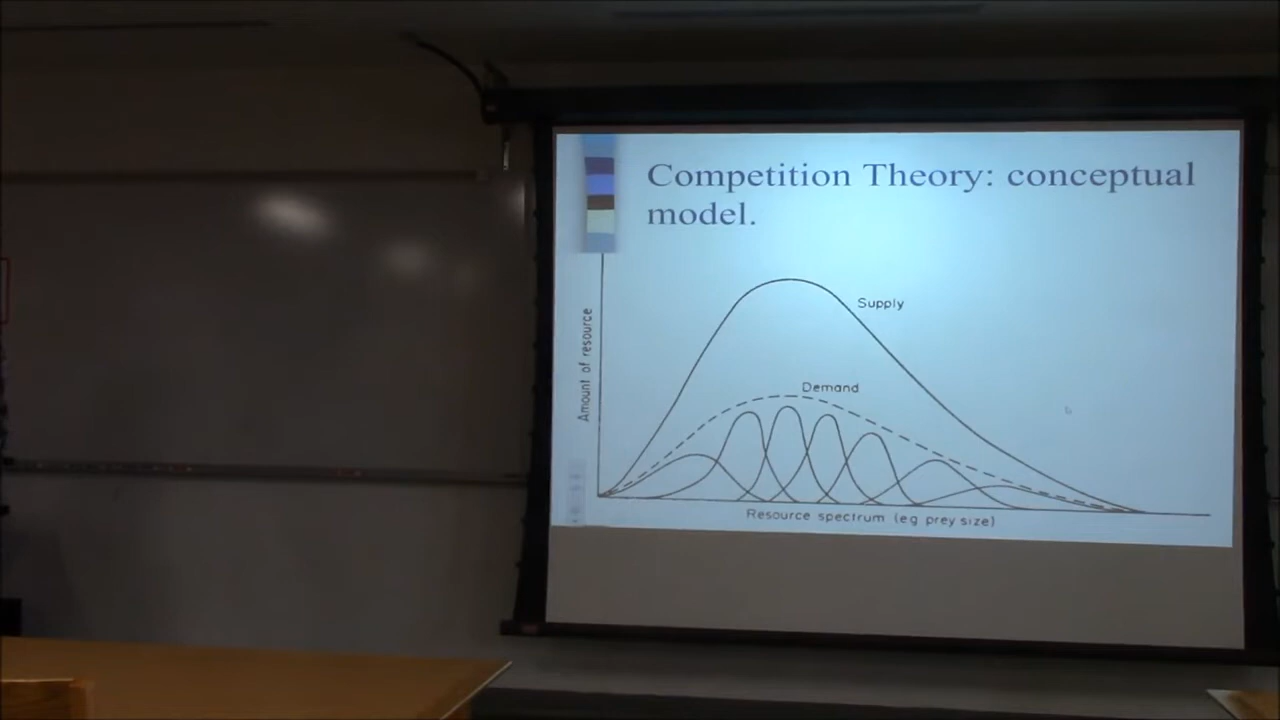 Competition Theory: conceptual
model.
Supply
Amount of resource
Demand
Resource spectrum (eg prey size)